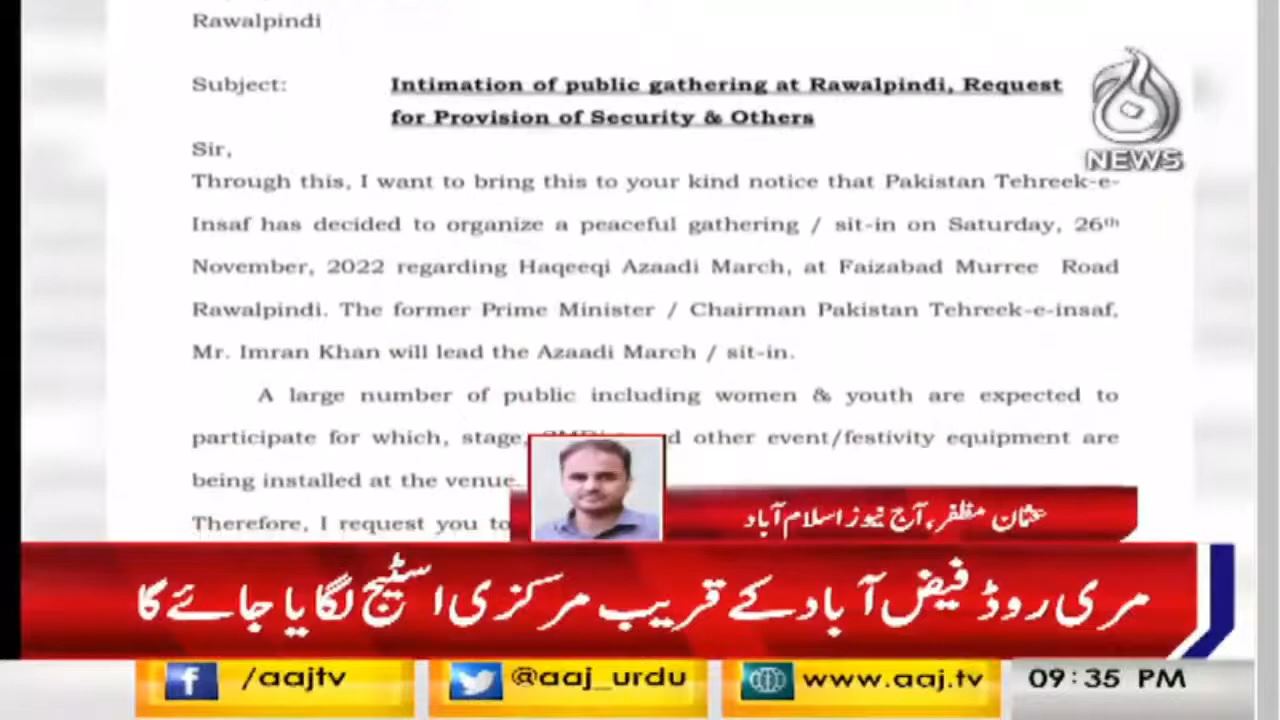 Rawalpindi
Subject: Intimation of public gathering at Rawalpindi, Request
for Provision of Security & Others
NEWS
Sir,
Through this, I want to bring this to your kind notice that Pakistan Tehreek-e-
Insaf has decided to organize a peaceful gathering / sit-in on Saturday, 26th
November, 2022 regarding Haqeeqi Azaadi March, at Faizabad Murree Road
Rawalpindi. The former Prime Minister / Chairman Pakistan Tehreek-e-insaf,
Mr. Imran Khan will lead the Azaadi March / sit-in.
A large number of public including women & youth are expected to
participate for which, stage, other event/festivity equipment are
being installed at the venue.
Therefore, I request you to
عثمان مظفر، آج نیوز اسلام آباد
مری روڈ فیض آباد کے قریب مرکزی اسٹیج لگایا جائے گا
/aajtv @aaj_urdu www.aaj.tv 09:35 PM